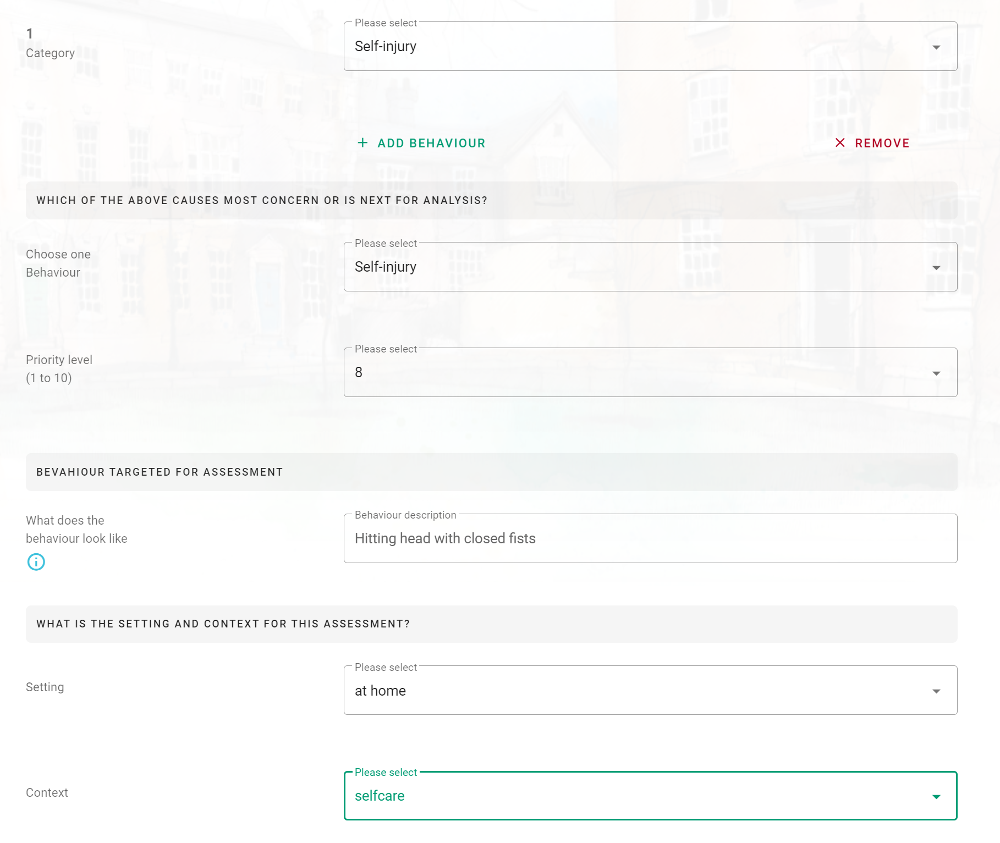 1
Category
Please select
Self-injury
ADD BEHAVIOUR
REMOVE
WHICH OF THE ABOVE CAUSES MOST CONCERN OR IS NEXT FOR ANALYSIS?
Choose one
Behaviour
Please select
Self-injury
Priority level
(1 to 10)
Please select
8
BEVAHIOUR TARGETED FOR ASSESSMENT
What does the
behaviour look like
Behaviour description
Hitting head with closed fists
WHAT IS THE SETTING AND CONTEXT FOR THIS ASSESSMENT?
Setting
Please select
at home
Context
Please select
selfcare